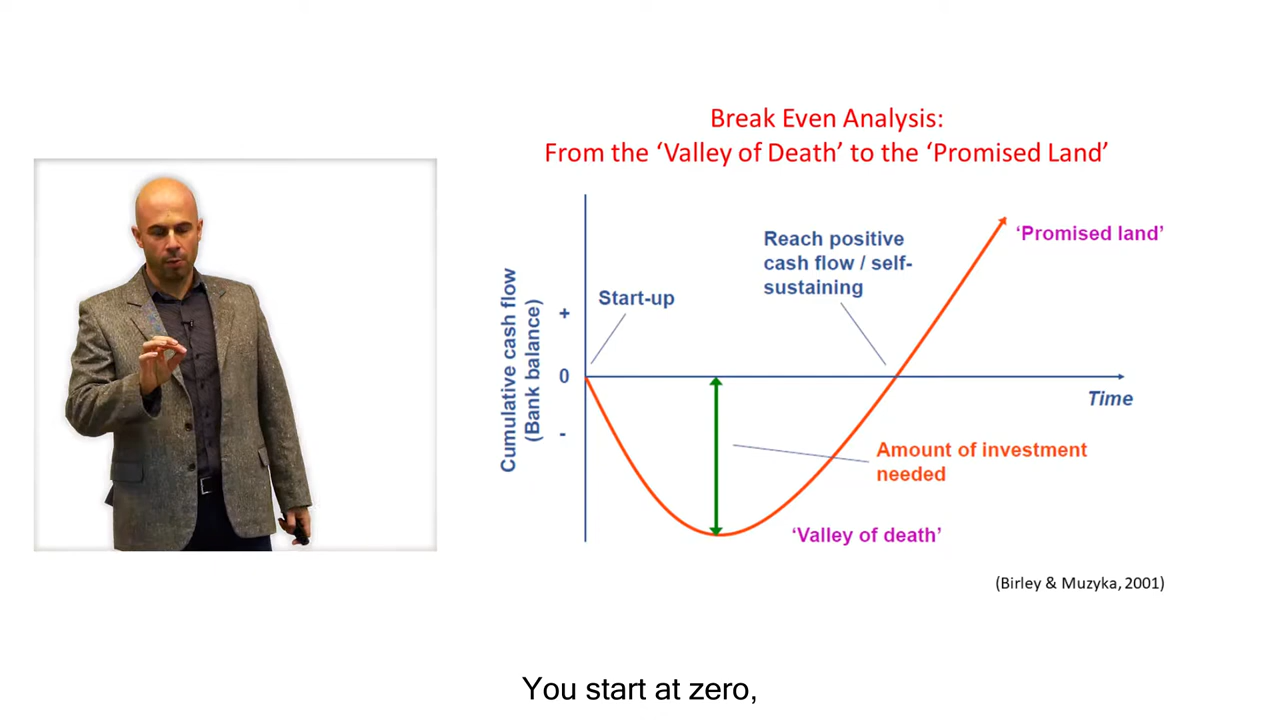 Break Even Analysis:
From the ‘Valley of Death’ to the ‘Promised Land’
‘Promised land’
Reach positive
cash flow / self-
sustaining
Start-up
Cumulative cash flow
(Bank balance)
+
0
-
Time
Amount of investment
needed
‘Valley of death’
(Birley & Muzyka, 2001)
You start at zero,